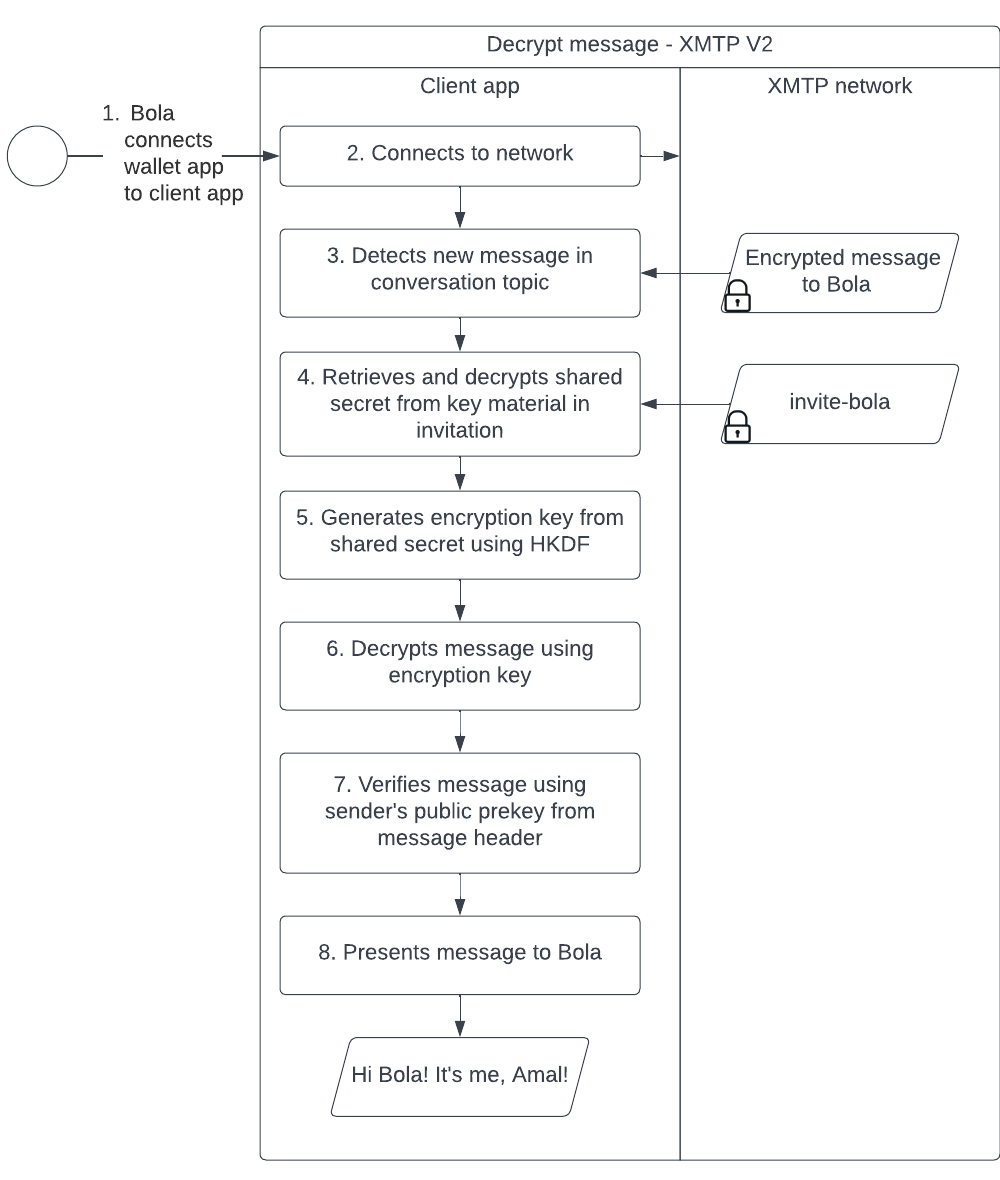 Decrypt message - XMTP V2
Client app
XMTP network
1. Bola
connects
wallet app
to client app
2. Connects to network
3. Detects new message in
conversation topic
Encrypted message
to Bola
4. Retrieves and decrypts shared
secret from key material in
invitation
invite-bola
5. Generates encryption key from
shared secret using HKDF
6. Decrypts message using
encryption key
7. Verifies message using
sender's public prekey from
message header
8. Presents message to Bola
Hi Bola! It's me, Amal!